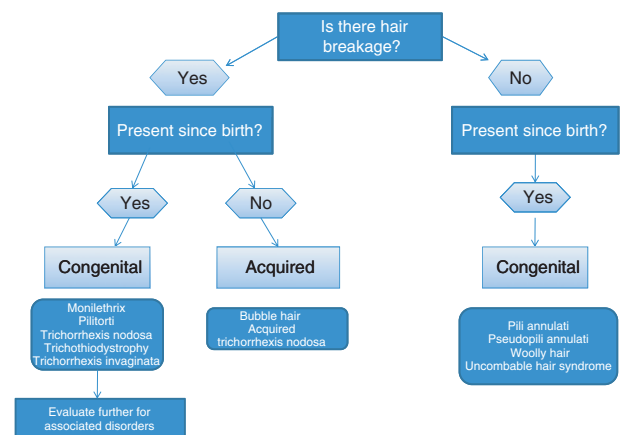 Is there hair
breakage?
Yes
No
Present since birth?
Present since birth?
Yes
No
Yes
Congenital
Acquired
Congenital
Monilethrix
Pilitorti
Trichorrhexis nodosa
Trichothiodystrophy
Trichorrhexis invaginata
Bubble hair
Acquired
trichorrhexis nodosa
Pili annulati
Pseudopili annulati
Woolly hair
Uncombable hair syndrome
Evaluate further for
associated disorders